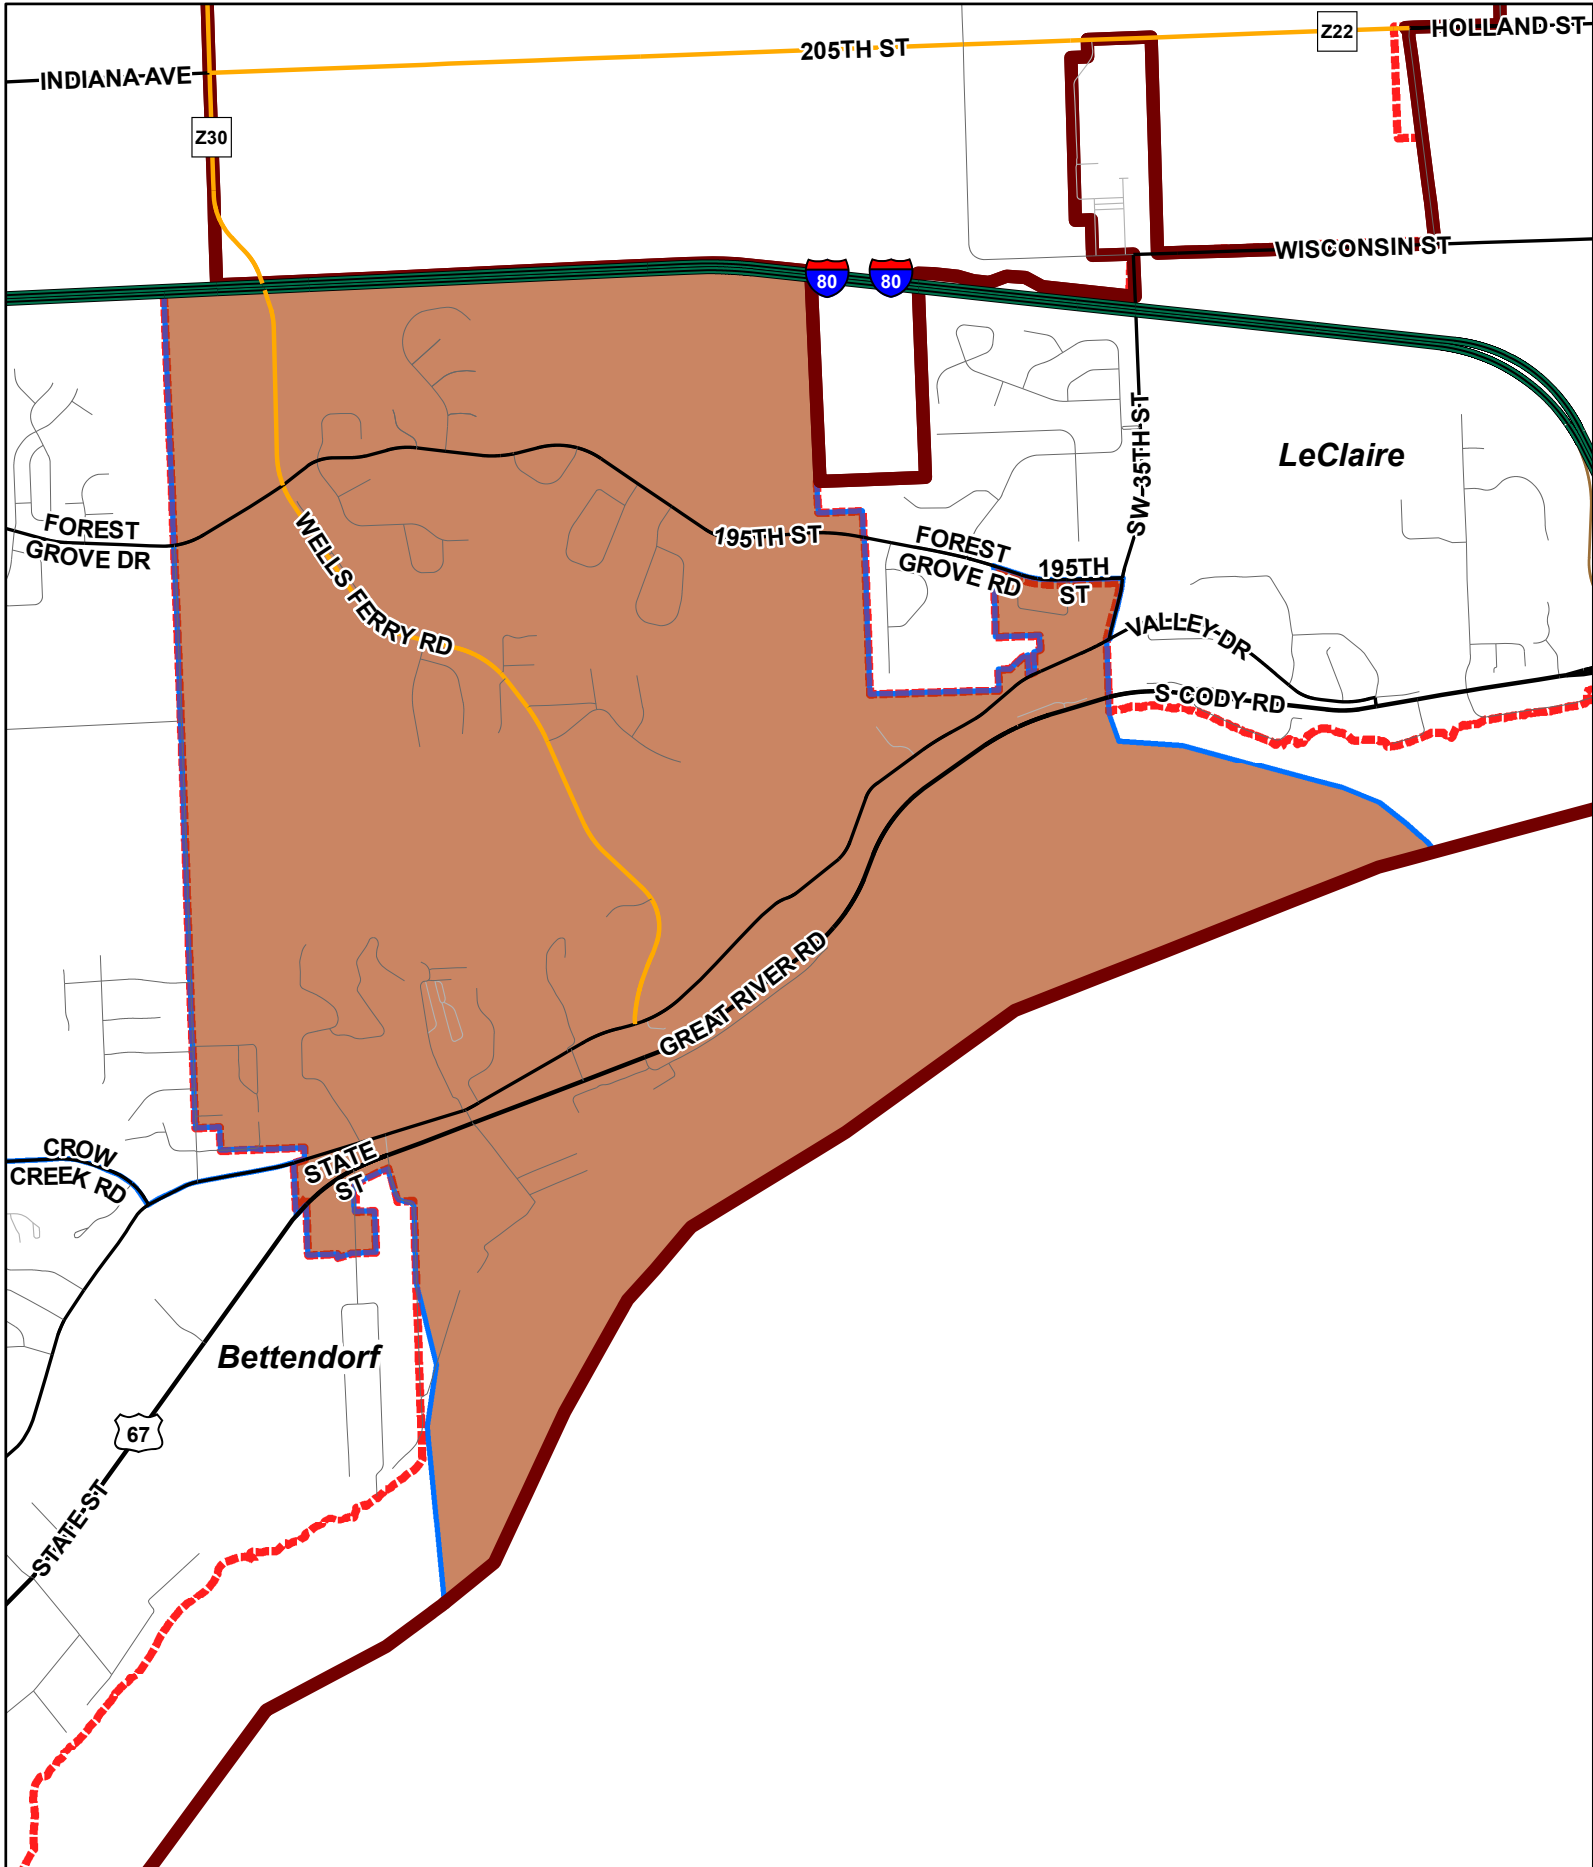 HOLLAND ST
Z22
205TH ST
INDIANA AVE
Z30
WISCONSIN ST
80
80
SW 35TH ST
LeClaire
FOREST
GROVE DR
WELLS FERRY RD
195TH ST
FOREST
GROVE RD
195TH
ST
VALLEY DR
S CODY RD
GREAT RIVER RD
CROW
CREEK RD
STATE
ST
Bettendorf
67
STATE ST